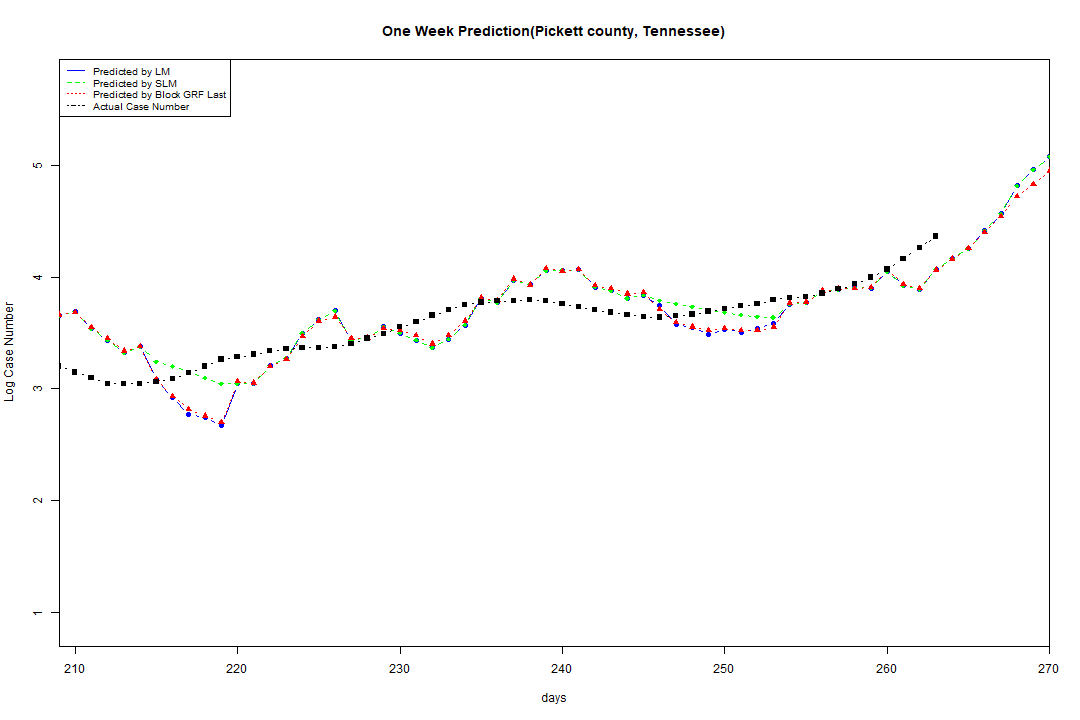 One Week Prediction(Pickett county, Tennessee)
Predicted by LM
Predicted by SLM
Predicted by Block GRF Last
Actual Case Number
5
4
3
2
1
Log Case Number
210 220 230 240 250 260 270
days